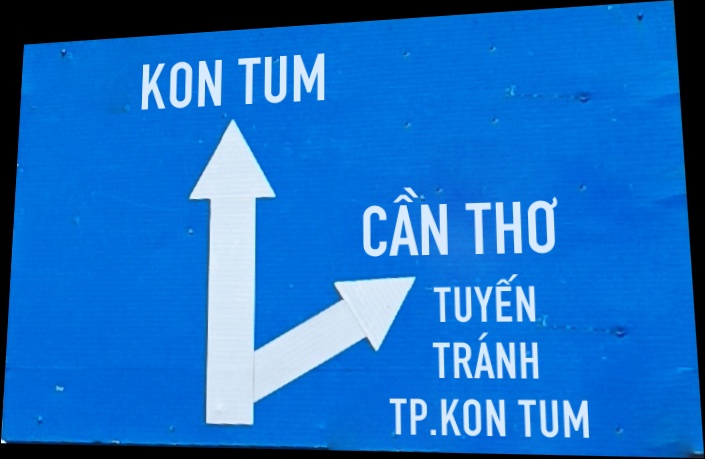 KON TUM
CẦN THƠ
TUYẾN
TRÁNH
TP.KON TUM